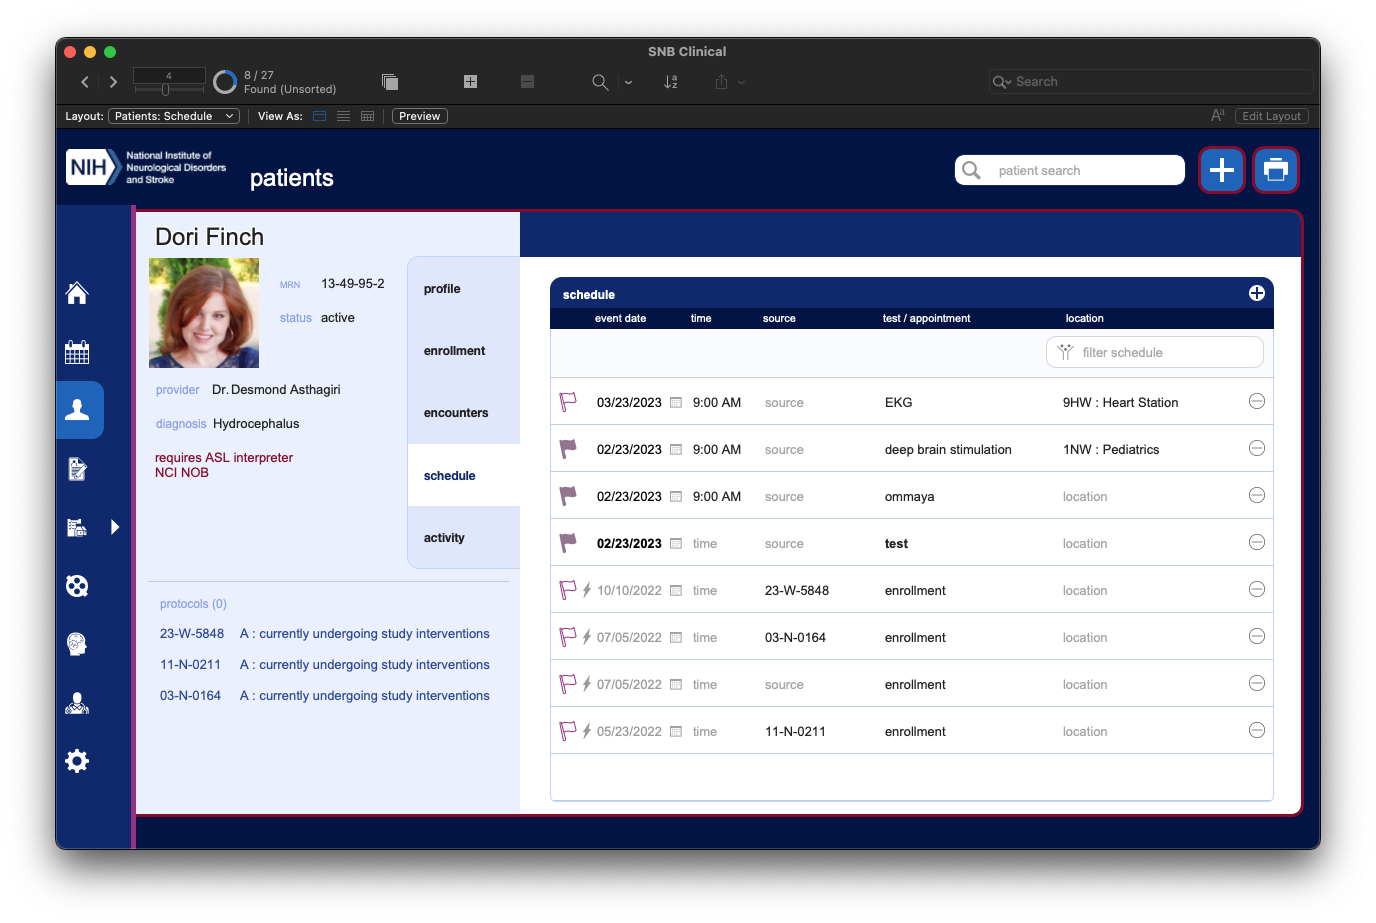 SNB Clinical
4
8 / 27
Found (Unsorted)
Search
Layout: Patients: Schedule View As: Preview Aa Edit Layout
NIH National Institute of
Neurological Disorders
and Stroke
patients
patient search
Dori Finch
MRN 13-49-95-2
status active
provider Dr. Desmond Asthagiri
diagnosis Hydrocephalus
requires ASL interpreter
NCI NOB
profile
enrollment
encounters
schedule
activity
protocols (0)
23-W-5848 A : currently undergoing study interventions
11-N-0211 A : currently undergoing study interventions
03-N-0164 A : currently undergoing study interventions
schedule
event date time source test / appointment location
filter schedule
03/23/2023 9:00 AM source EKG 9HW : Heart Station
02/23/2023 9:00 AM source deep brain stimulation 1NW : Pediatrics
02/23/2023 9:00 AM source ommaya location
02/23/2023 time source test location
10/10/2022 time 23-W-5848 enrollment location
07/05/2022 time 03-N-0164 enrollment location
07/05/2022 time source enrollment location
05/23/2022 time 11-N-0211 enrollment location